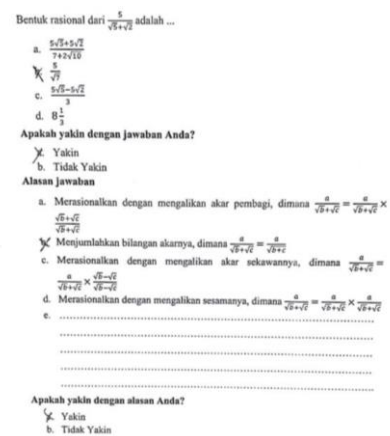 Bentuk rasional dari 5/(√5+√2) adalah ...
a. (5√5+5√2)/(7+2√10)
b. 5/√7
c. (5√5−5√2)/3
d. 8 1/3
Apakah yakin dengan jawaban Anda?
a. Yakin
b. Tidak Yakin
Alasan jawaban
a. Merasionalkan dengan mengalikan akar pembagi, dimana a/(√b+√c) = a/(√b+√c) ×
(√b+√c)/(√b+√c)
b. Menjumlahkan bilangan akarnya, dimana a/(√b+√c) = a/(√b+c)
c. Merasionalkan dengan mengalikan akar sekawannya, dimana a/(√b+√c) =
a/(√b+√c) × (√b−√c)/(√b−√c)
d. Merasionalkan dengan mengalikan sesamanya, dimana a/(√b+√c) = a/(√b+√c) × a/(√b+√c)
e.
Apakah yakin dengan alasan Anda?
a. Yakin
b. Tidak Yakin